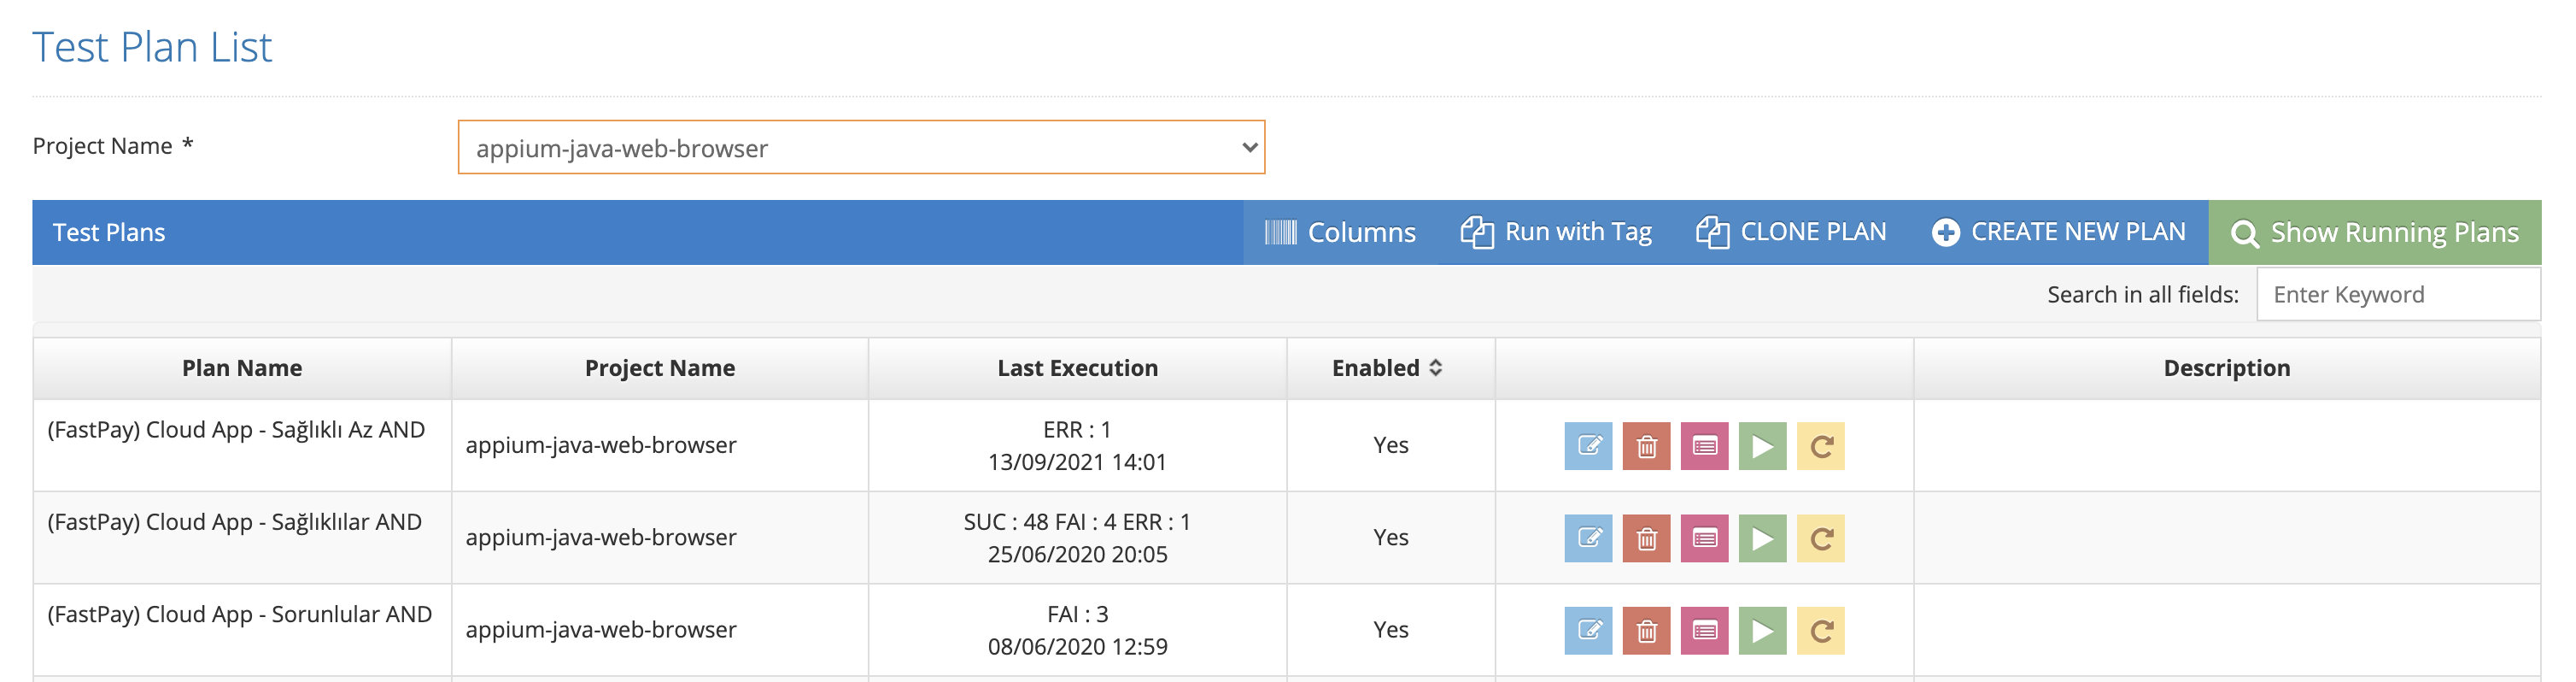 Test Plan List
Project Name *
appium-java-web-browser
Test Plans
Columns
Run with Tag
CLONE PLAN
CREATE NEW PLAN
Show Running Plans
Search in all fields:
Enter Keyword
Plan Name
Project Name
Last Execution
Enabled
Description
(FastPay) Cloud App - Sağlıklı Az AND
appium-java-web-browser
ERR : 1
13/09/2021 14:01
Yes
(FastPay) Cloud App - Sağlıklılar AND
appium-java-web-browser
SUC : 48 FAI : 4 ERR : 1
25/06/2020 20:05
Yes
(FastPay) Cloud App - Sorunlular AND
appium-java-web-browser
FAI : 3
08/06/2020 12:59
Yes